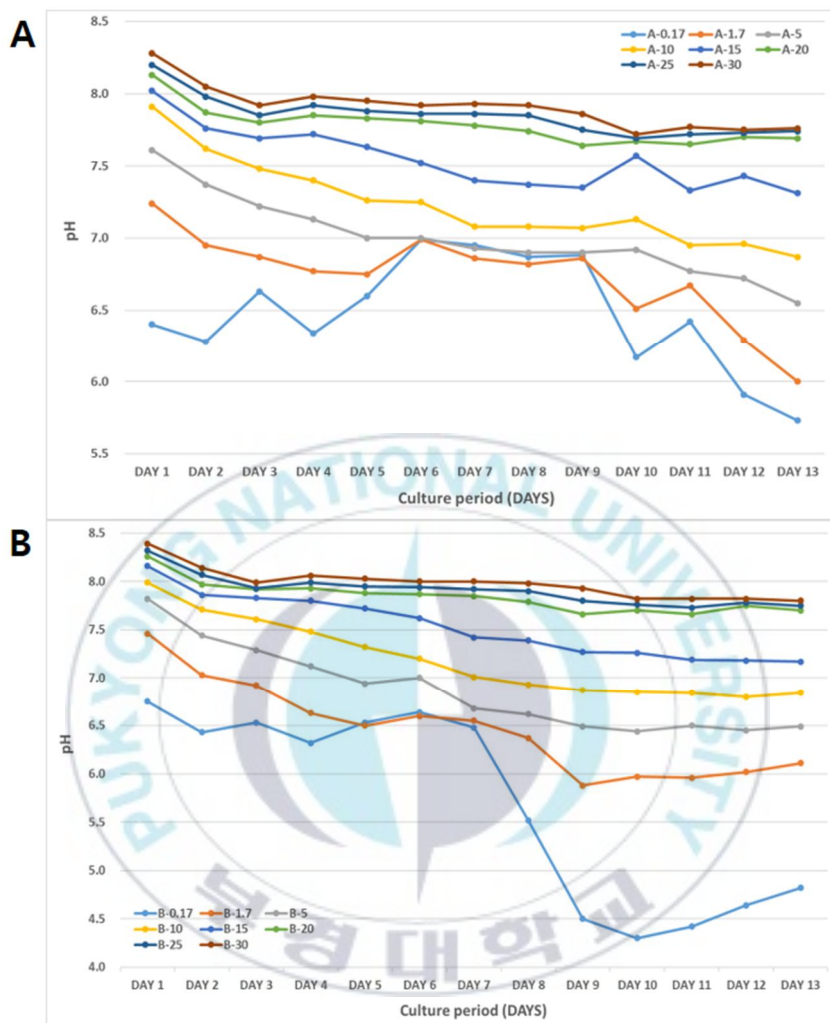 A
A-0.17 A-1.7 A-5
A-10 A-15 A-20
A-25 A-30
8.5
8.0
7.5
7.0
6.5
6.0
5.5
pH
DAY 1 DAY 2 DAY 3 DAY 4 DAY 5 DAY 6 DAY 7 DAY 8 DAY 9 DAY 10 DAY 11 DAY 12 DAY 13
Culture period (DAYS)
PUKYONG NATIONAL UNIVERSITY
B
8.5
8.0
7.5
7.0
6.5
6.0
5.5
5.0
4.5
4.0
pH
B-0.17 B-1.7 B-5
B-10 B-15 B-20
B-25 B-30
부경대학교
DAY 1 DAY 2 DAY 3 DAY 4 DAY 5 DAY 6 DAY 7 DAY 8 DAY 9 DAY 10 DAY 11 DAY 12 DAY 13
Culture period (DAYS)